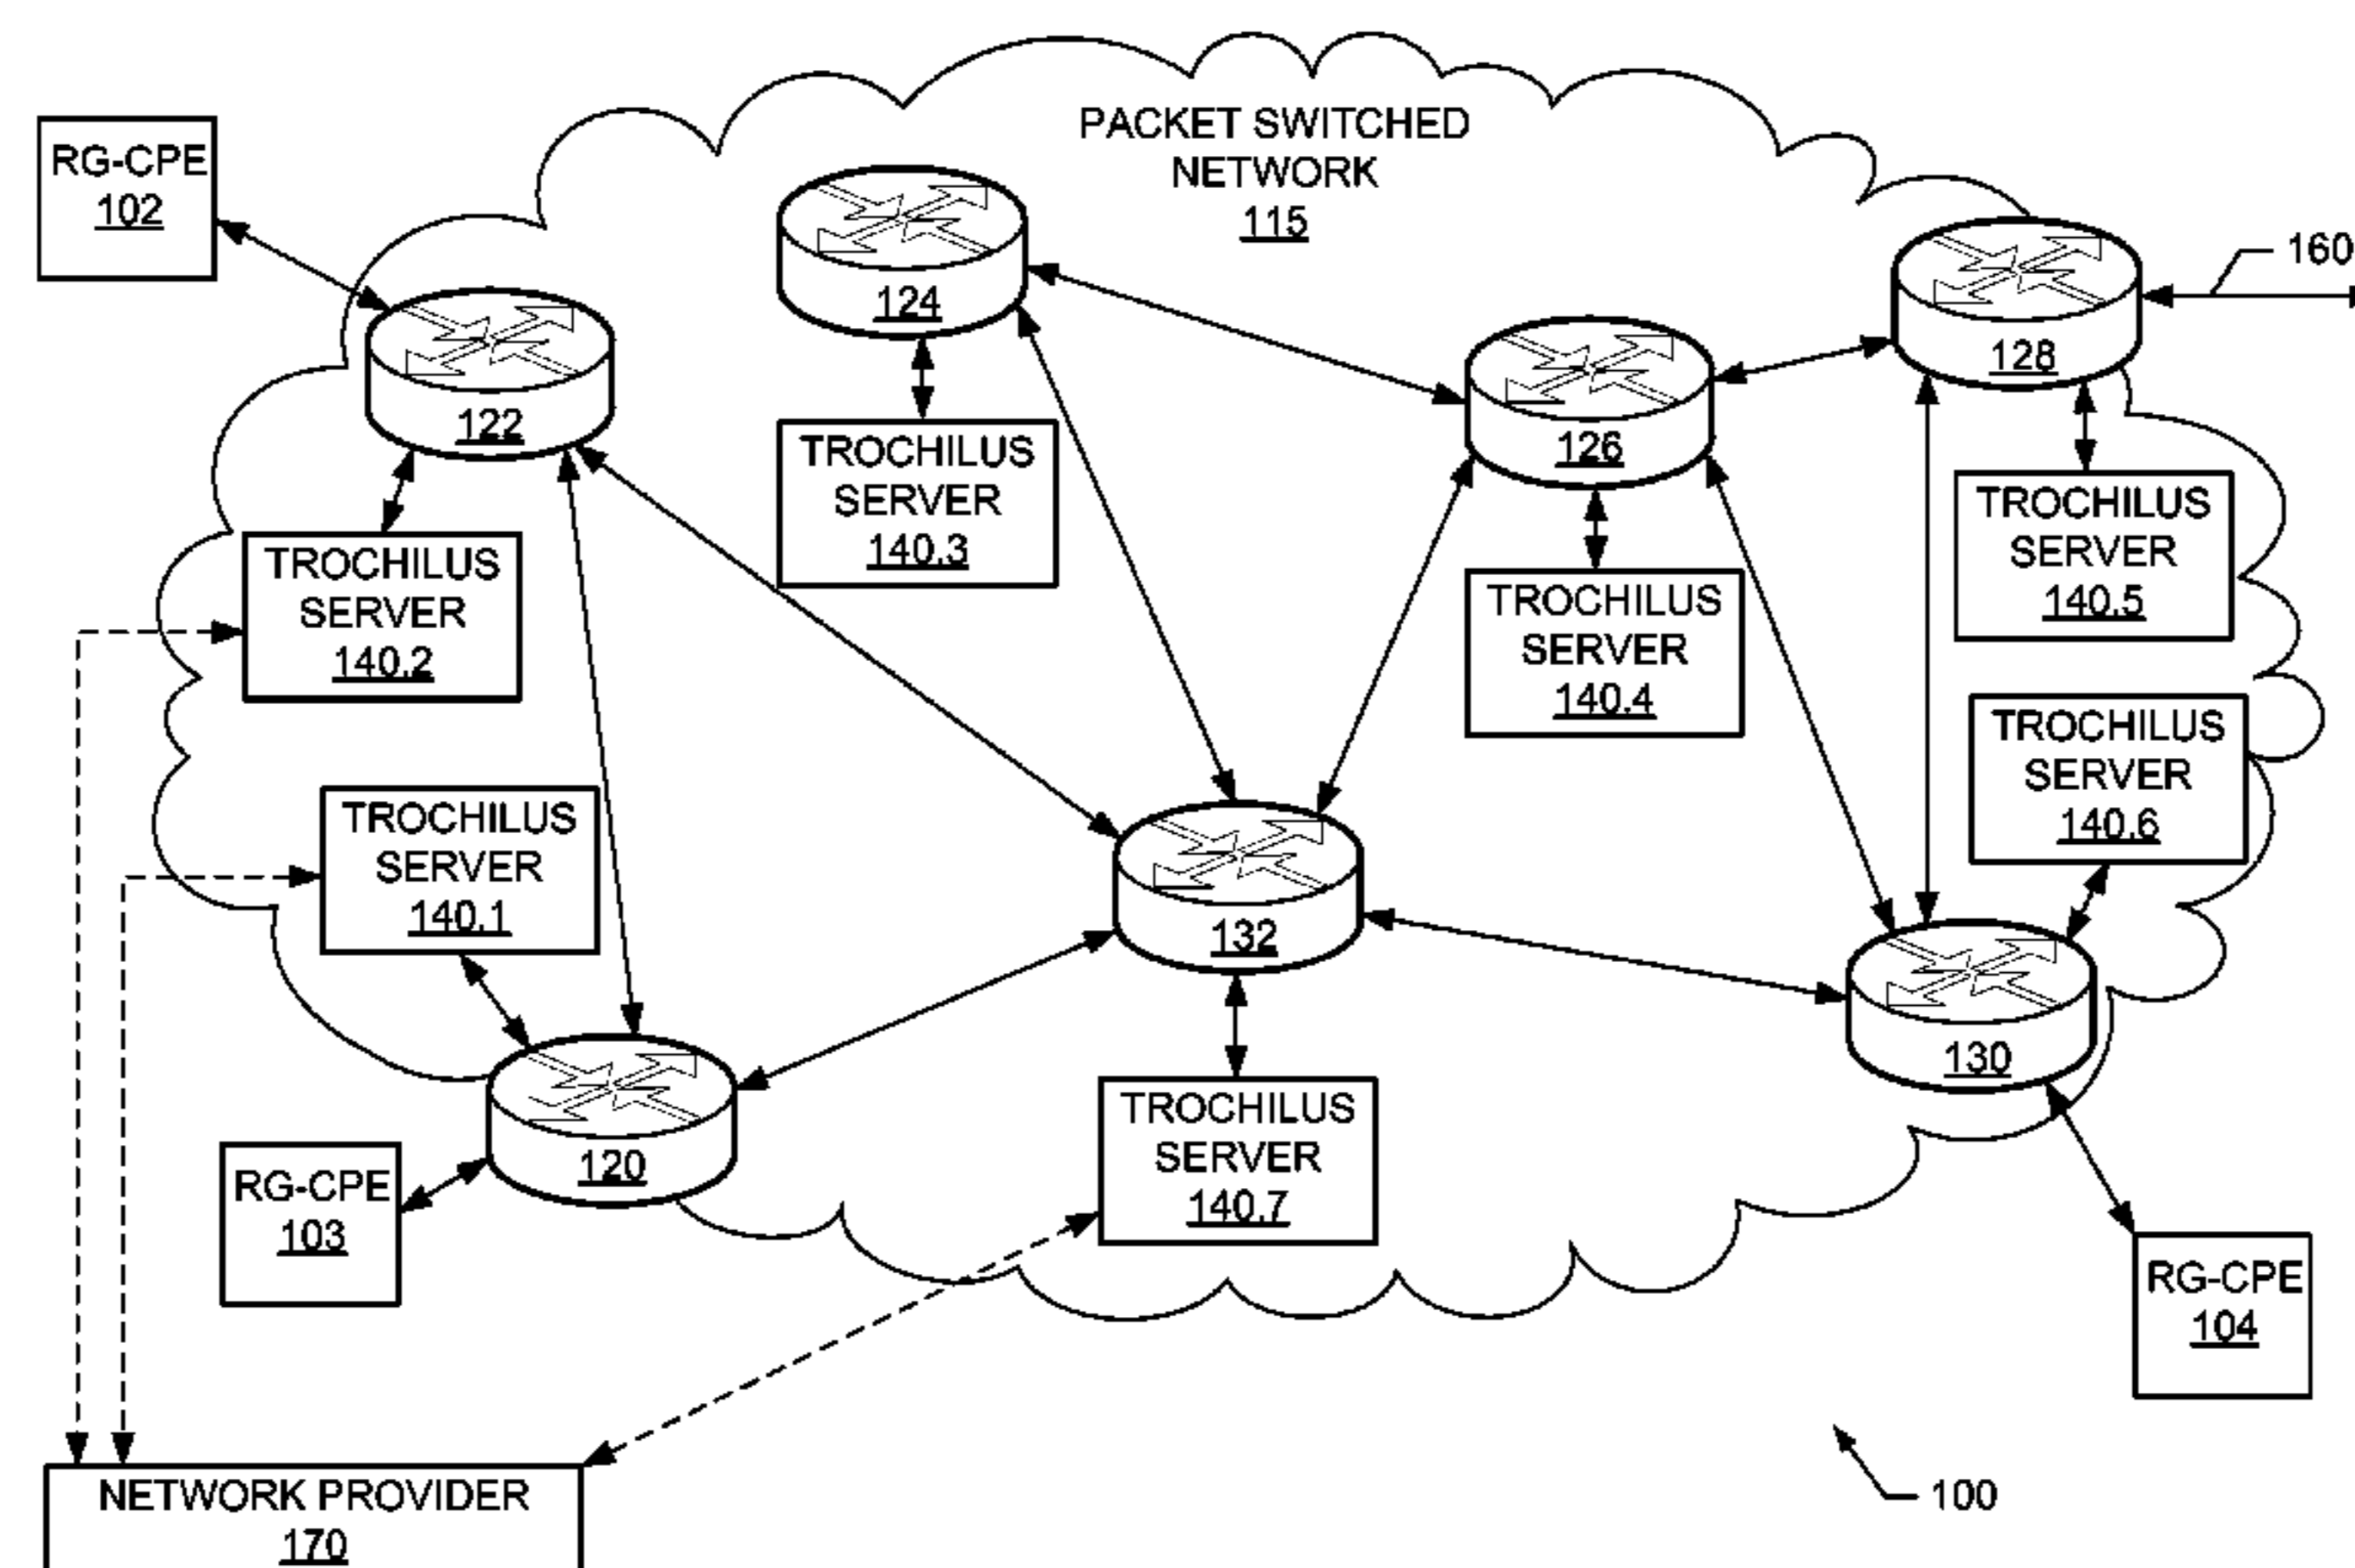 PACKET SWITCHED
NETWORK
115
RG-CPE
102
124
160
128
122
126
TROCHILUS
SERVER
140.3
TROCHILUS
SERVER
140.5
TROCHILUS
SERVER
140.2
TROCHILUS
SERVER
140.4
TROCHILUS
SERVER
140.6
TROCHILUS
SERVER
140.1
132
130
TROCHILUS
SERVER
140.7
120
RG-CPE
103
RG-CPE
104
NETWORK PROVIDER
170
100